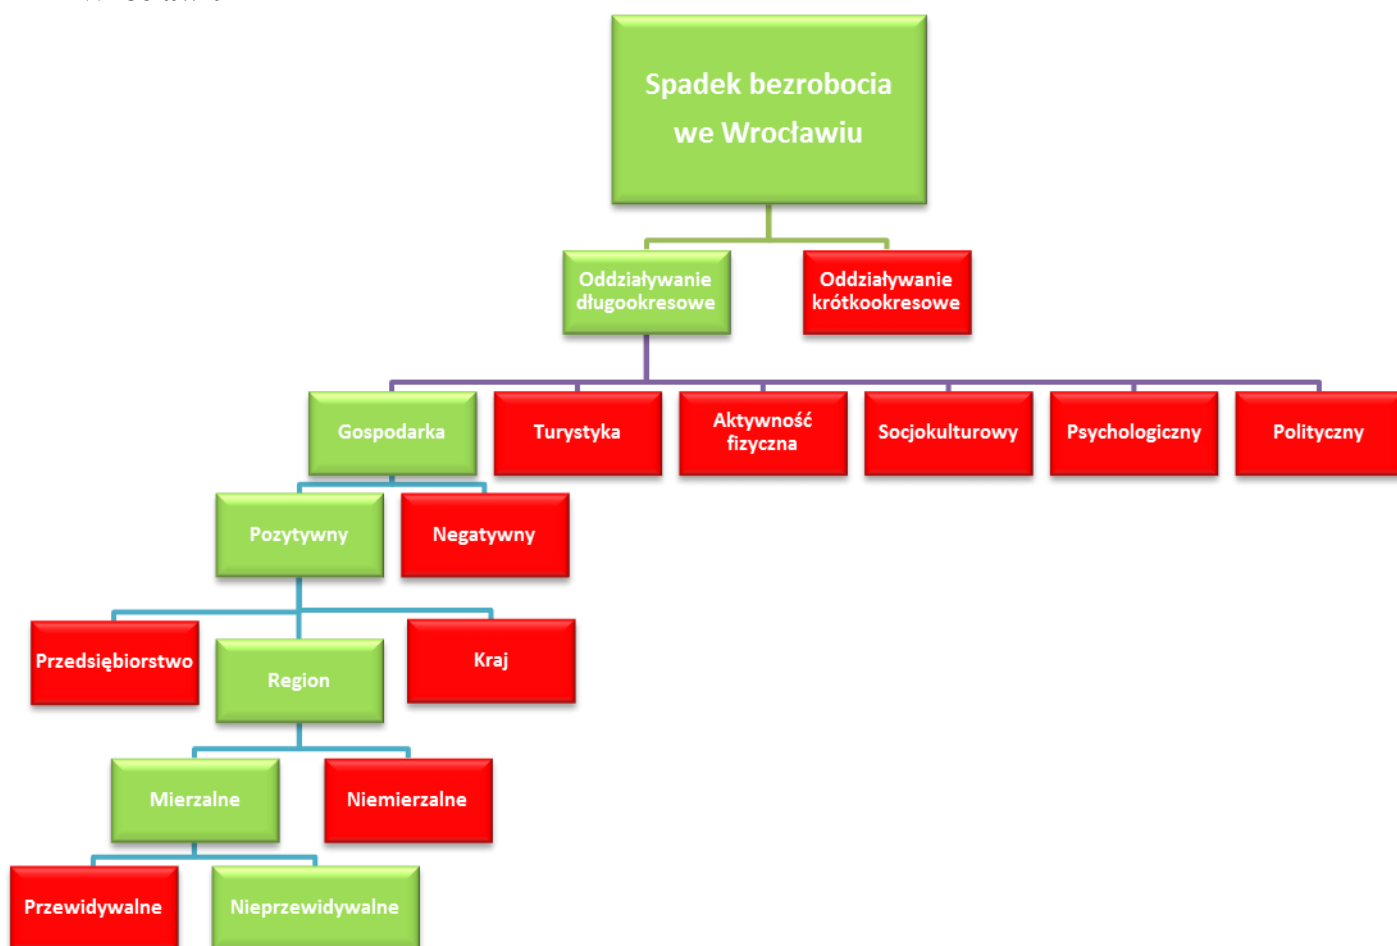 Spadek bezrobocia
we Wrocławiu
Oddziaływanie
długookresowe
Oddziaływanie
krótkookresowe
Gospodarka
Turystyka
Aktywność
fizyczna
Socjokulturowy
Psychologiczny
Polityczny
Pozytywny
Negatywny
Przedsiębiorstwo
Region
Kraj
Mierzalne
Niemierzalne
Przewidywalne
Nieprzewidywalne